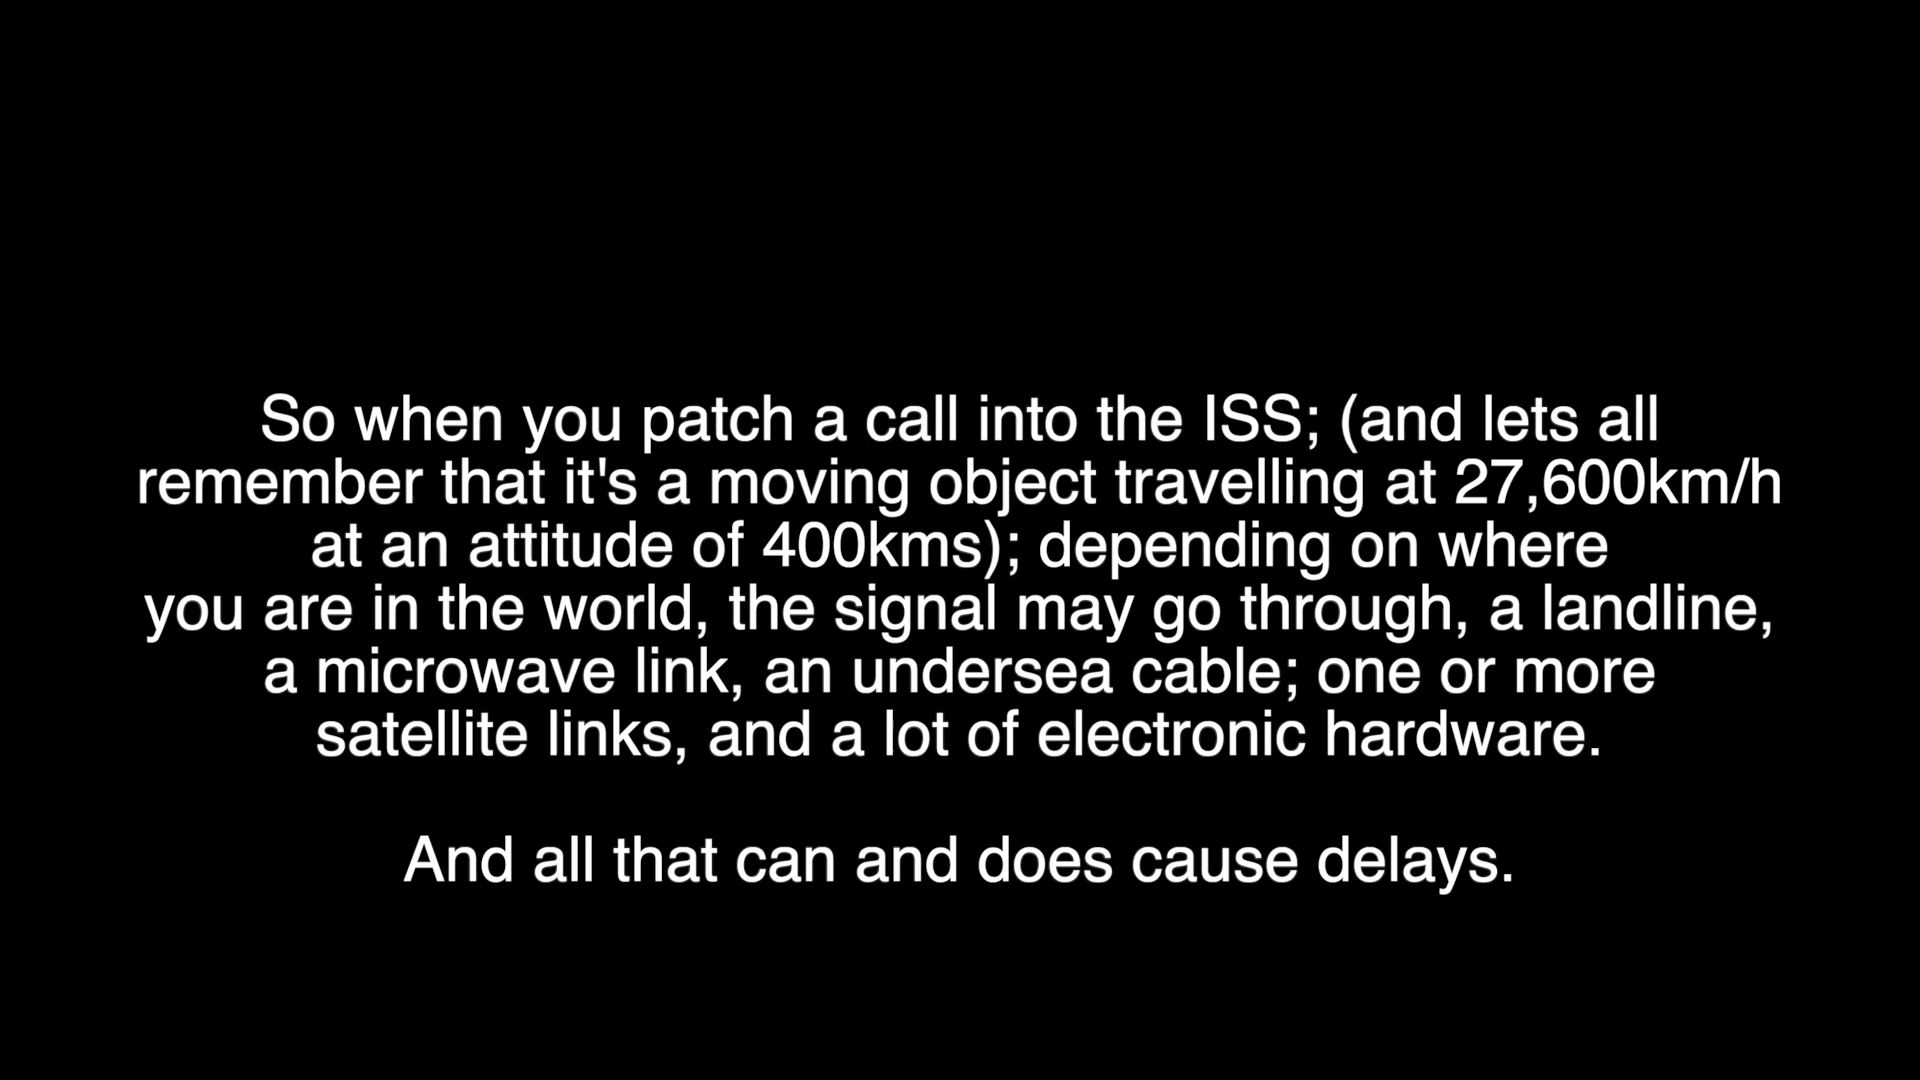 So when you patch a call into the ISS; (and lets all
remember that it's a moving object travelling at 27,600km/h
at an attitude of 400kms); depending on where
you are in the world, the signal may go through, a landline,
a microwave link, an undersea cable; one or more
satellite links, and a lot of electronic hardware.
And all that can and does cause delays.